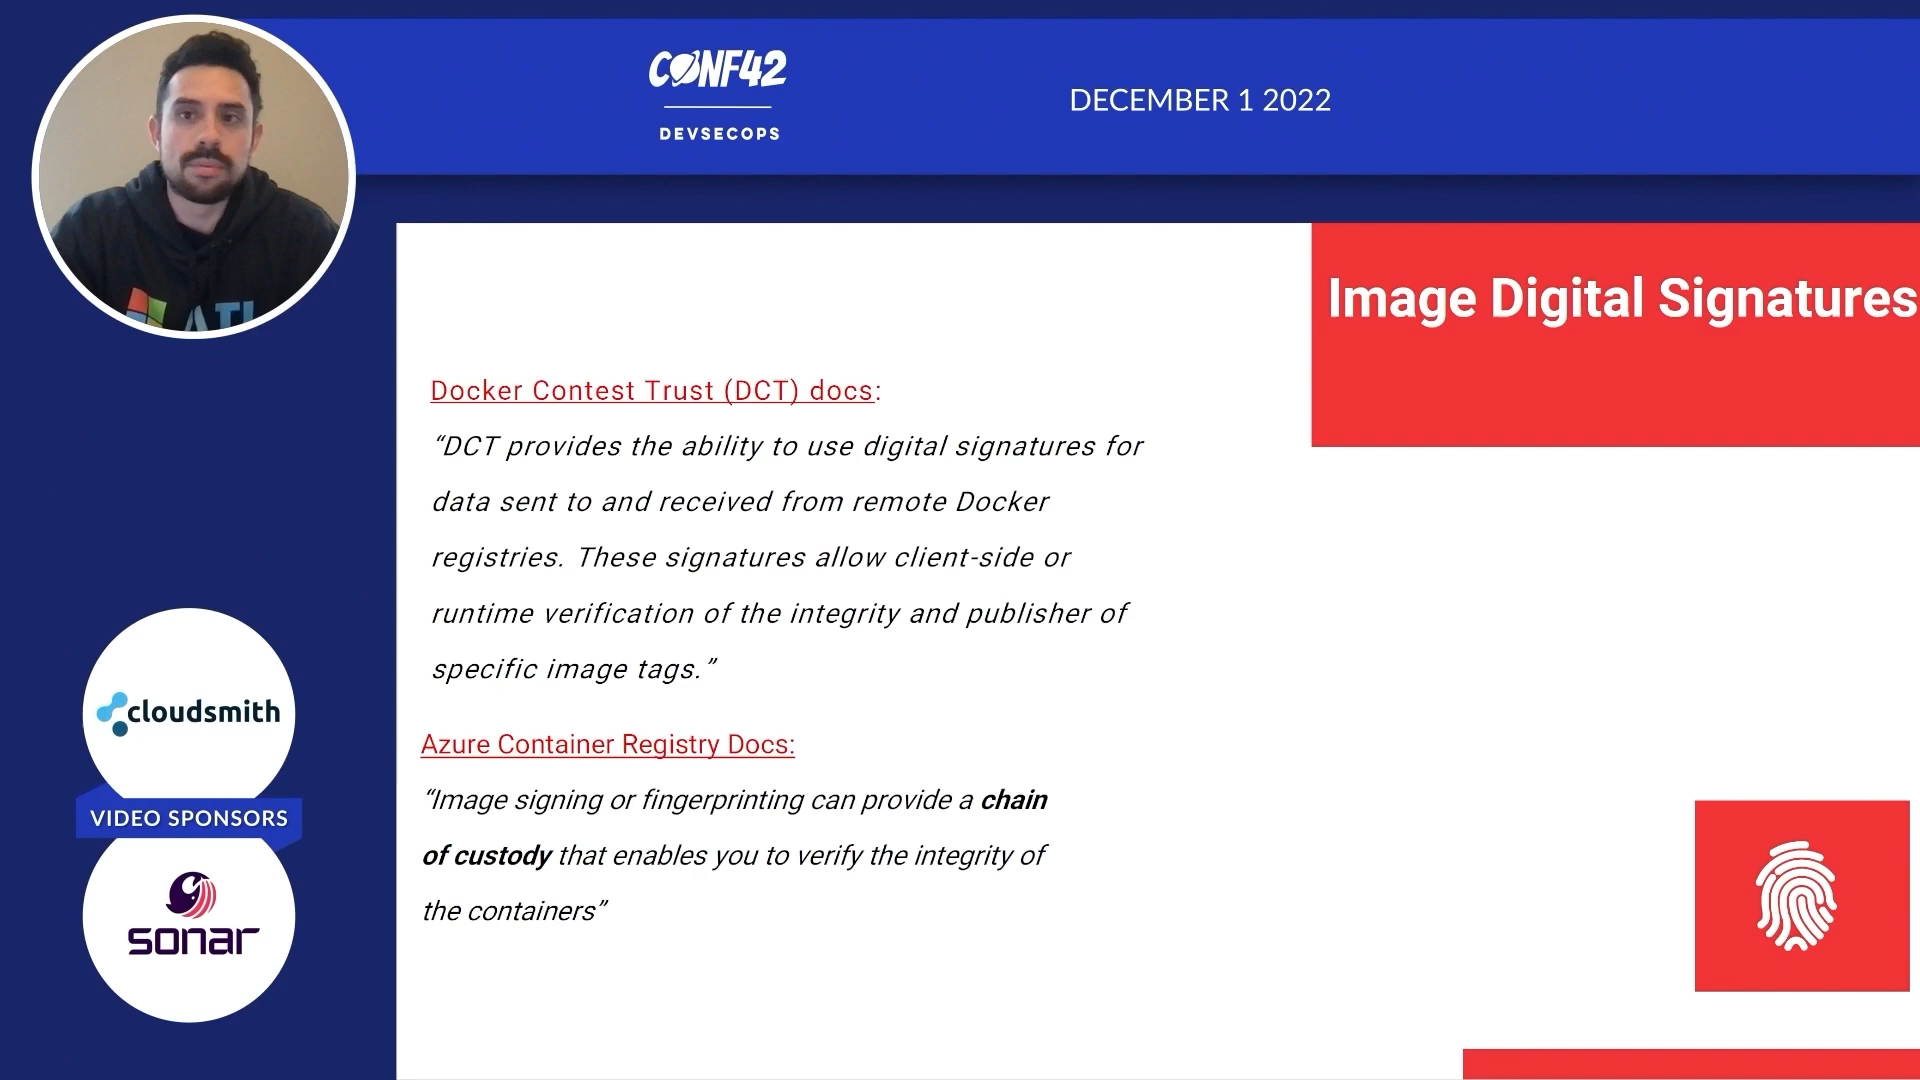 CONF42
DEVSECOPS
DECEMBER 1 2022
Image Digital Signatures
Docker Contest Trust (DCT) docs:
“DCT provides the ability to use digital signatures for
data sent to and received from remote Docker
registries. These signatures allow client-side or
runtime verification of the integrity and publisher of
specific image tags.”
Azure Container Registry Docs:
“Image signing or fingerprinting can provide a chain
of custody that enables you to verify the integrity of
the containers”
cloudsmith
VIDEO SPONSORS
sonar